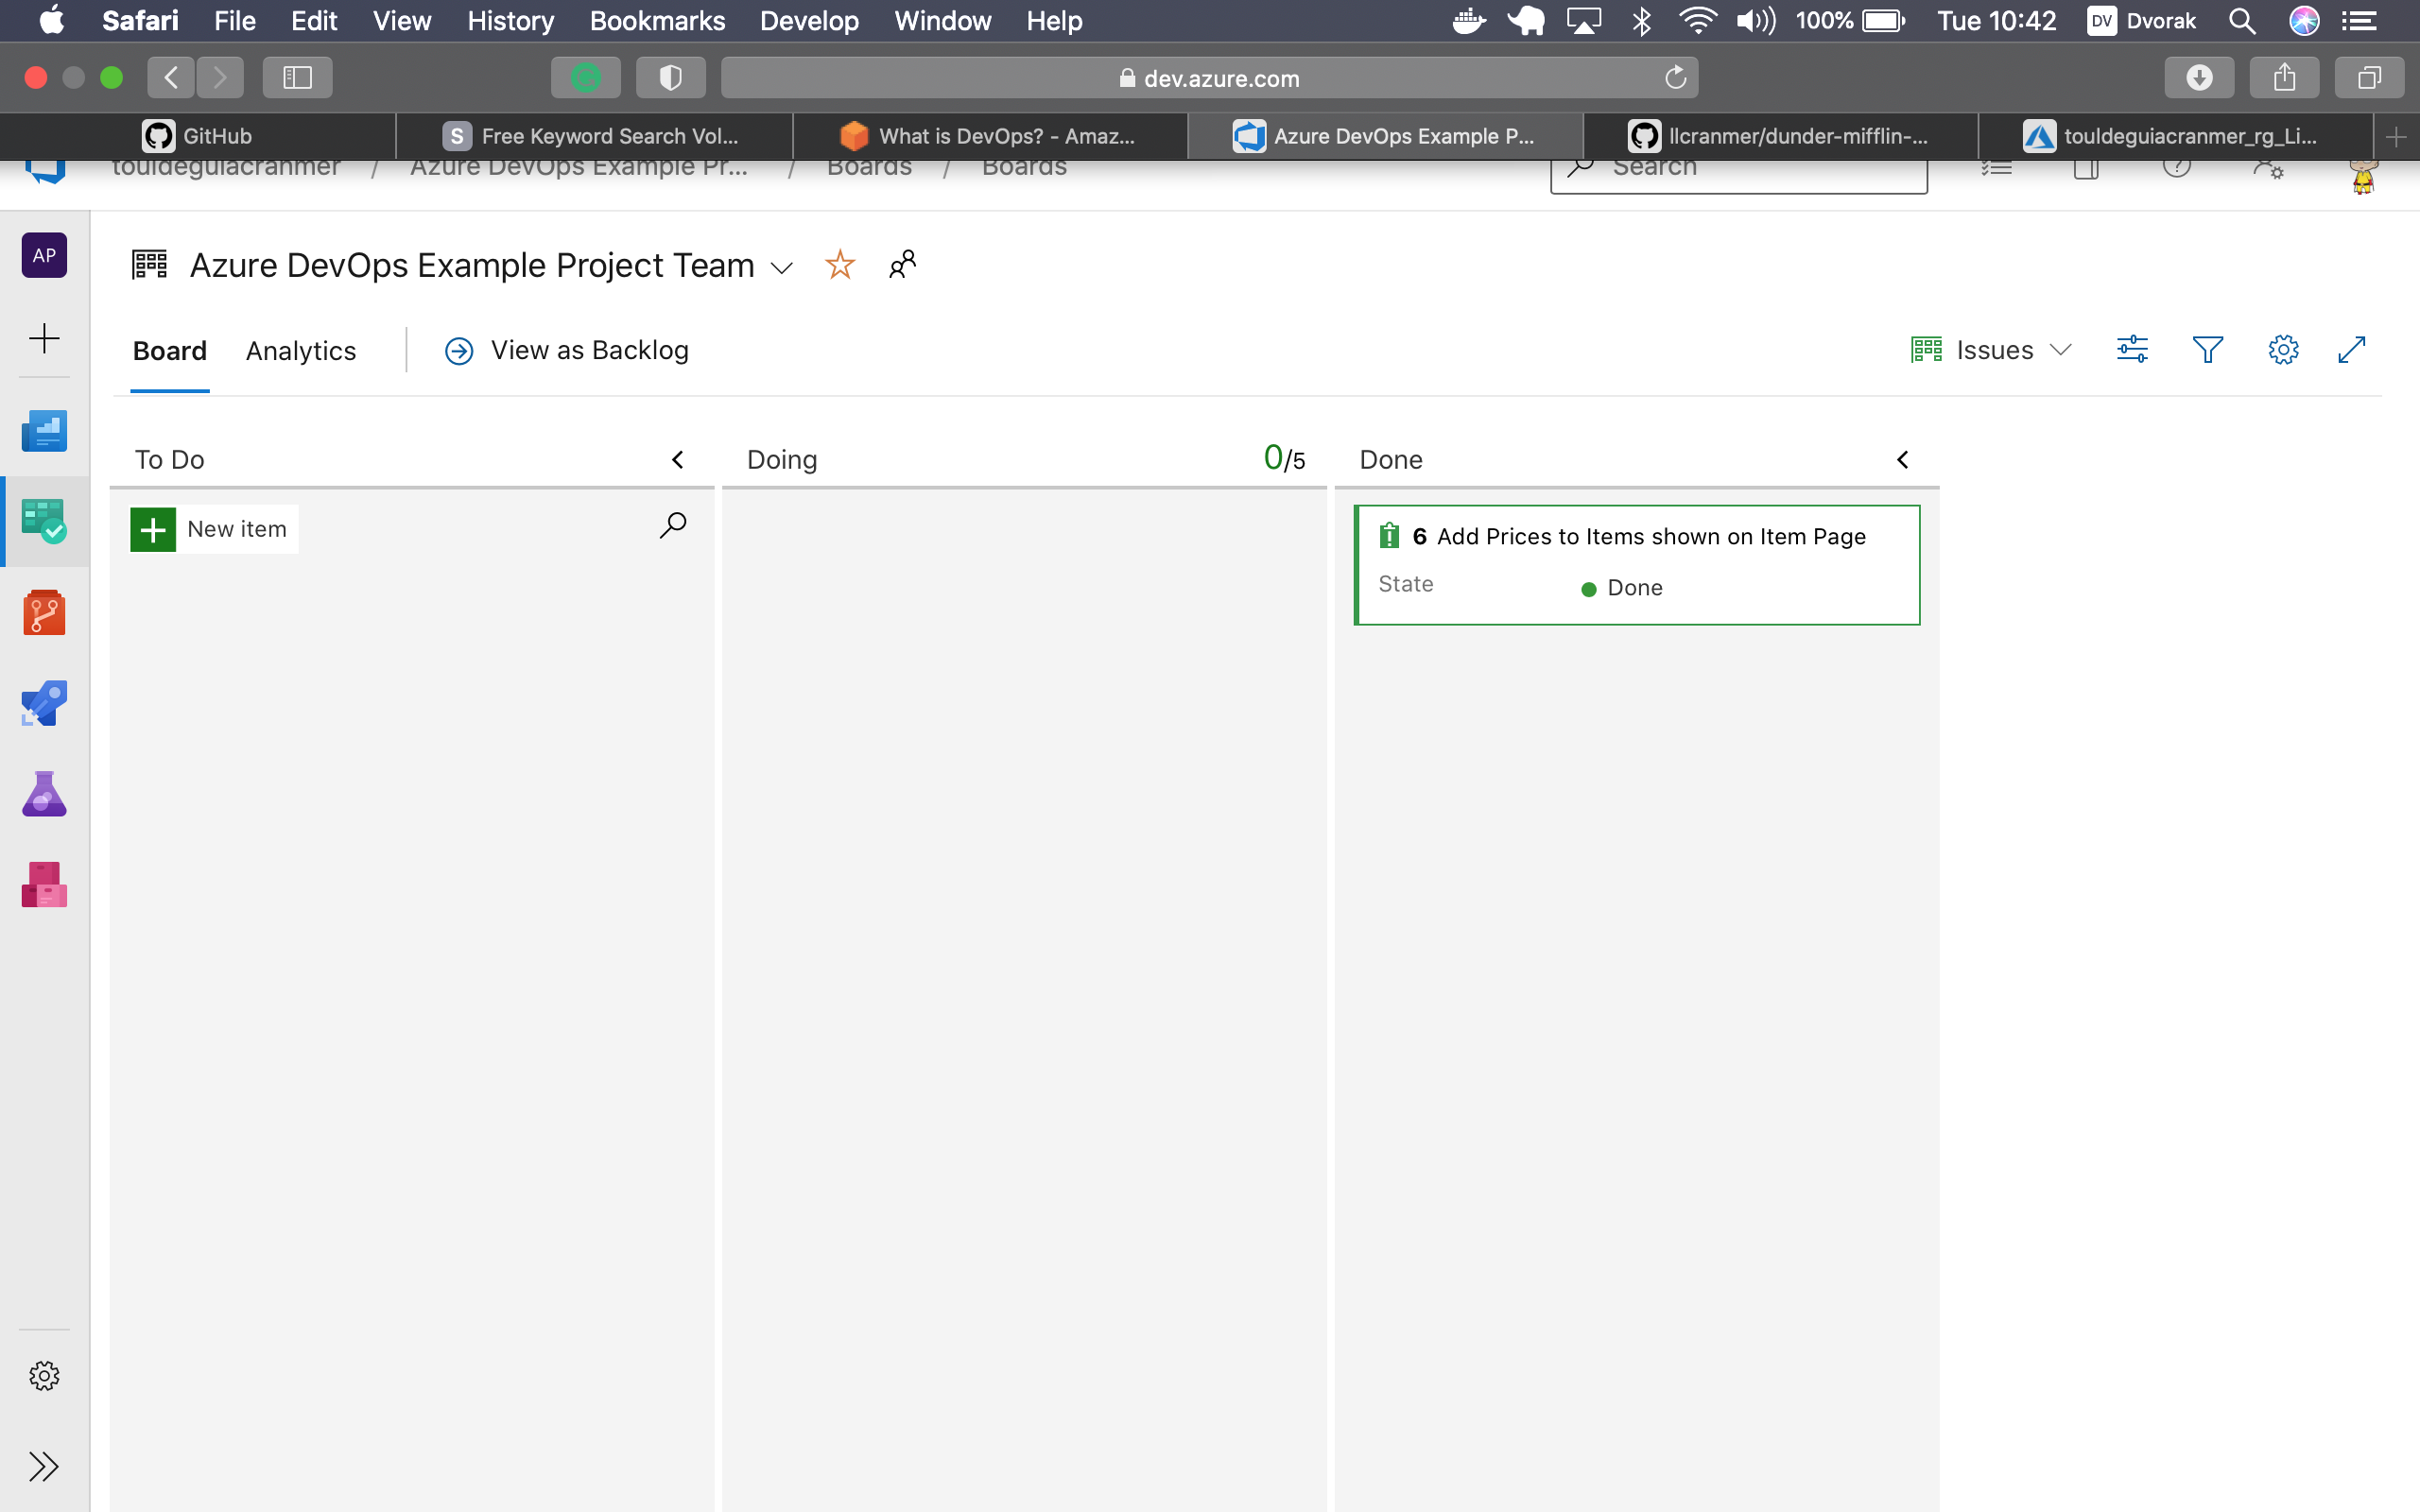 Safari File Edit View History Bookmarks Develop Window Help 100% Tue 10:42 DV Dvorak
dev.azure.com
GitHub
S Free Keyword Search Vol...
What is DevOps? - Amaz...
Azure DevOps Example P...
llcranmer/dunder-mifflin-...
touldeguiacranmer_rg_Li...
touldeguiacranmer / Azure DevOps Example Pr... / Boards / Boards
Search
AP
Azure DevOps Example Project Team
Board Analytics View as Backlog Issues
To Do
Doing 0/5
Done
New item
6 Add Prices to Items shown on Item Page
State Done